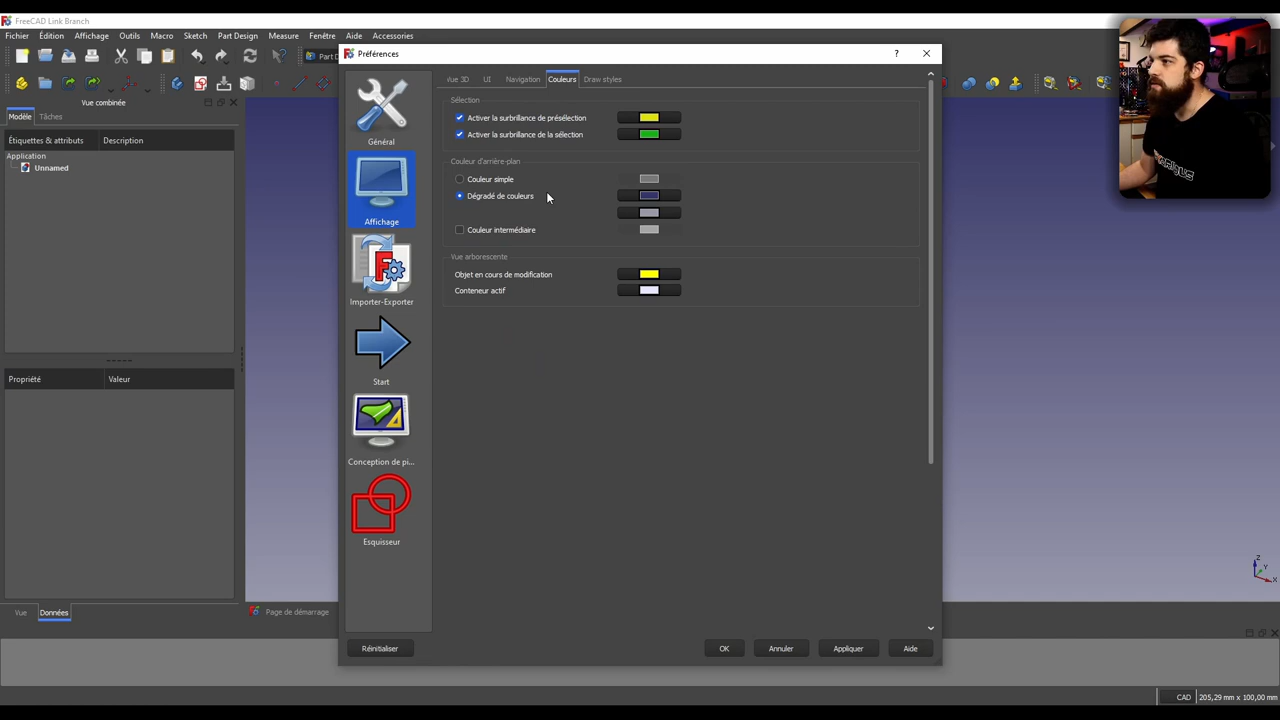 FreeCAD Link Branch
Fichier Édition Affichage Outils Macro Sketch Part Design Measure Fenêtre Aide Accessories
Part D
Vue combinée
Modèle Tâches
Étiquettes & attributs Description
Application
Unnamed
Propriété Valeur
Vue Données
Page de démarrage
Préférences
?
Général
Affichage
Importer-Exporter
Start
Conception de pi...
Esquisseur
Vue 3D UI Navigation Couleurs Draw styles
Sélection
Activer la surbrillance de présélection
Activer la surbrillance de la sélection
Couleur d'arrière-plan
Couleur simple
Dégradé de couleurs
Couleur intermédiaire
Vue arborescente
Objet en cours de modification
Conteneur actif
Réinitialiser OK Annuler Appliquer Aide
Z
Y
X
CAD 205,29 mm x 100,00 mm